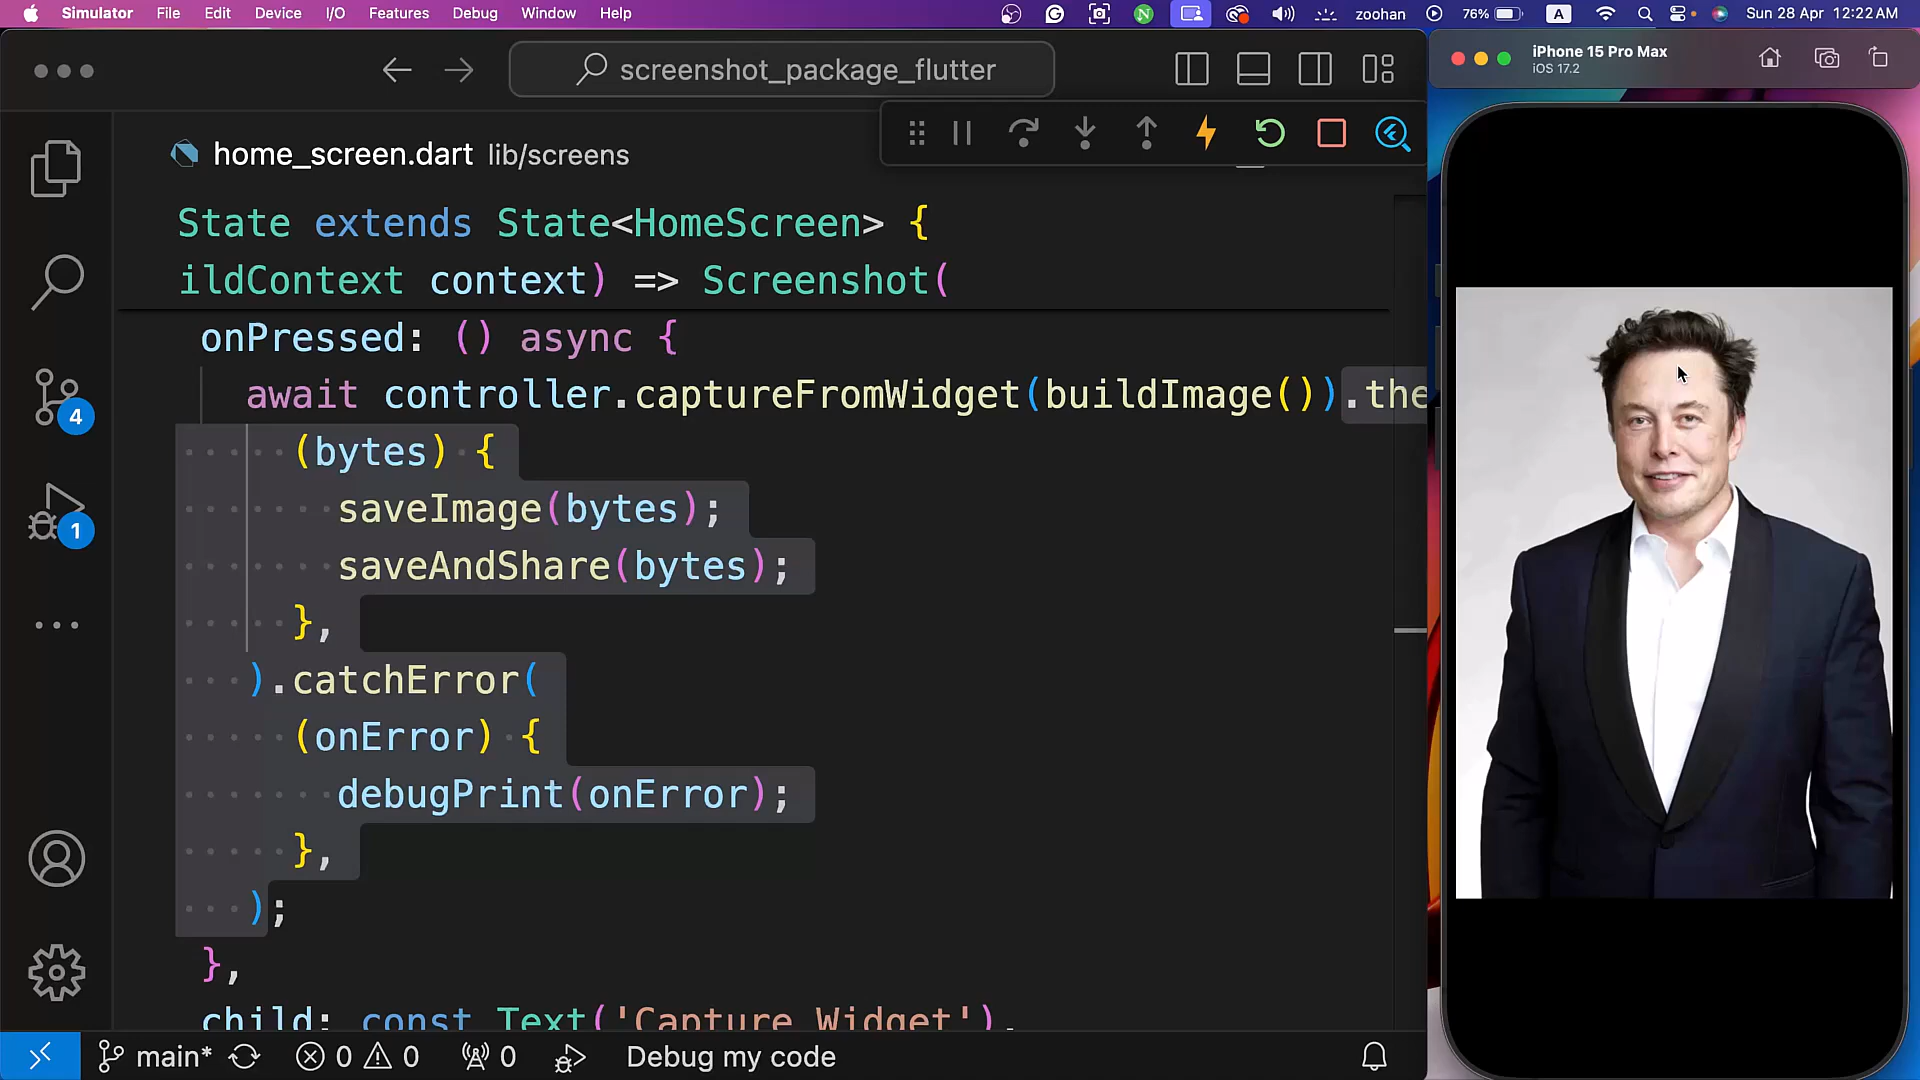 Simulator File Edit Device I/O Features Debug Window Help zoohan 76% A Sun 28 Apr 12:22 AM
screenshot_package_flutter
iPhone 15 Pro Max
iOS 17.2
home_screen.dart lib/screens
State extends State<HomeScreen> {
ildContext context) => Screenshot(
onPressed: () async {
await controller.captureFromWidget(buildImage()).the
(bytes) {
saveImage(bytes);
saveAndShare(bytes);
},
).catchError(
(onError) {
debugPrint(onError);
},
);
},
child: const Text('Capture Widget'),
4
1
main* 0 0 0 Debug my code